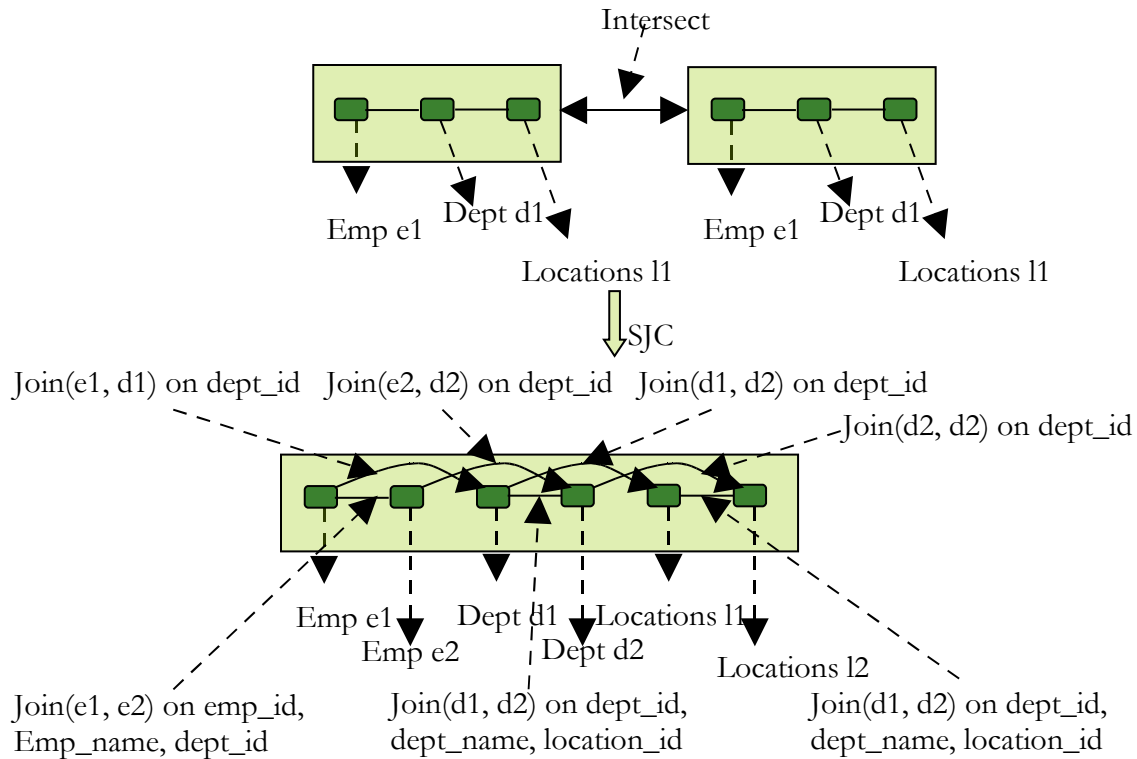 Intersect
Emp e1
Dept d1
Emp e1
Dept d1
Locations l1
Locations l1
SJC
Join(e1, d1) on dept_id
Join(e2, d2) on dept_id
Join(d1, d2) on dept_id
Join(d2, d2) on dept_id
Emp e1
Dept d1
Locations l1
Emp e2
Dept d2
Locations l2
Join(e1, e2) on emp_id,
Emp_name, dept_id
Join(d1, d2) on dept_id,
dept_name, location_id
Join(d1, d2) on dept_id,
dept_name, location_id